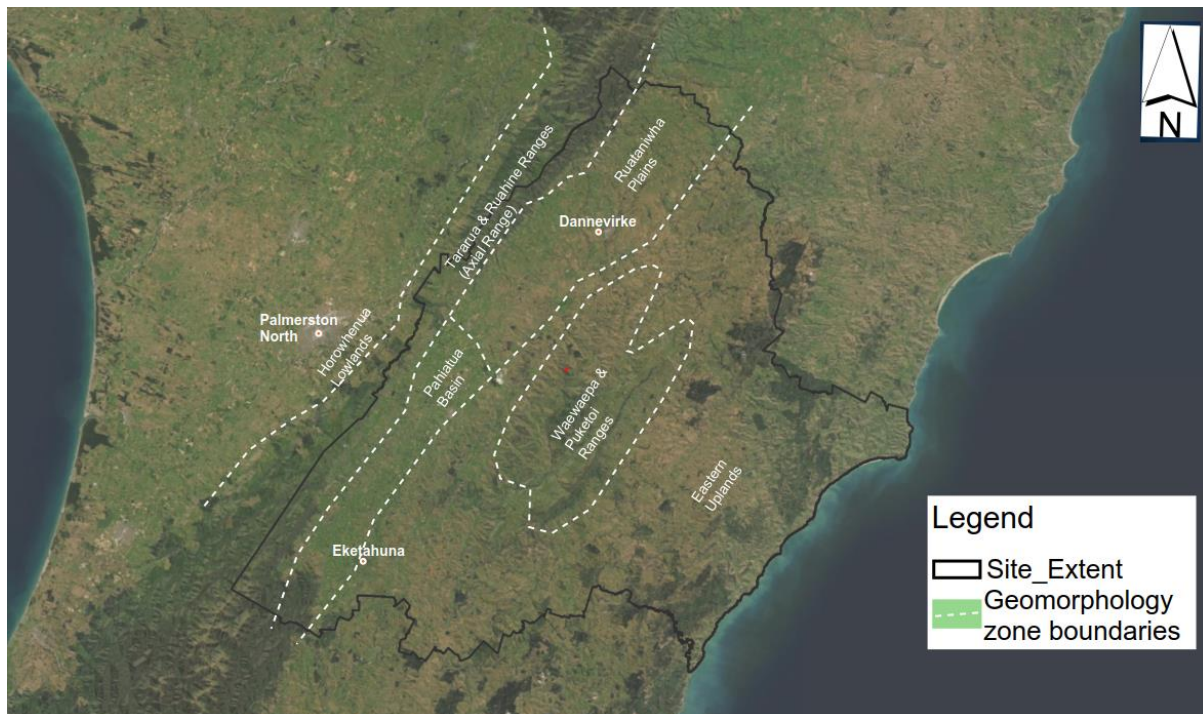 Tararua & Ruahine Ranges
(Axial Range)
Ruataniwha
Plains
Dannevirke
Palmerston
North
Horowhenua
Lowlands
Pahiatua
Basin
Waewaepa &
Puketoi
Ranges
Eastern
Uplands
Eketahuna
N
Legend
Site_Extent
Geomorphology
zone boundaries